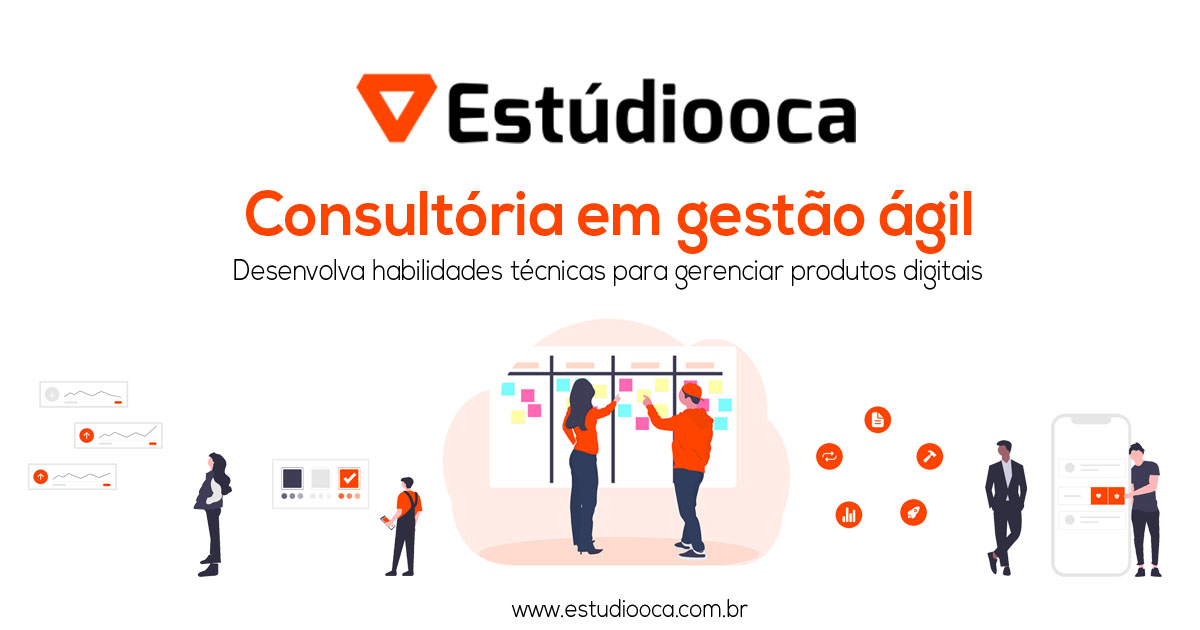 Estúdiooca
Consultória em gestão ágil
Desenvolva habilidades técnicas para gerenciar produtos digitais
www.estudiooca.com.br